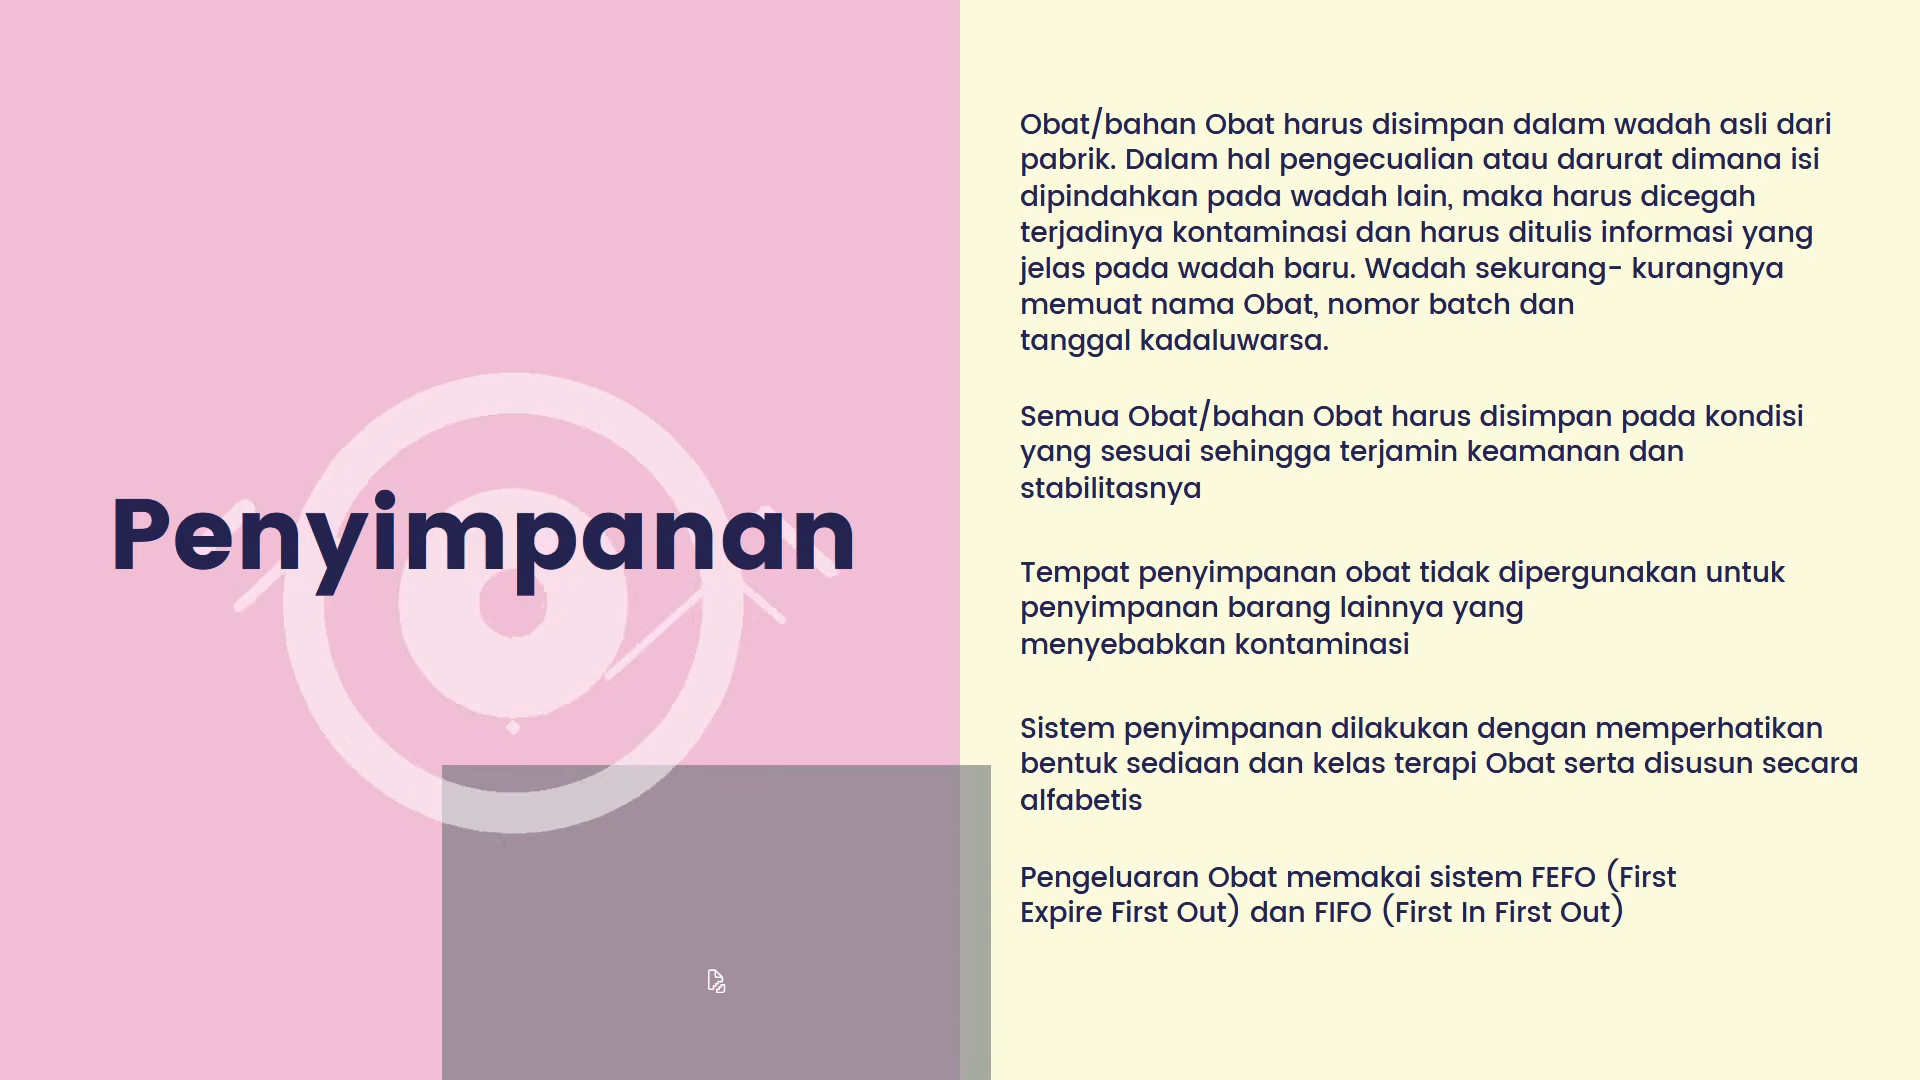 Penyimpanan
Obat/bahan Obat harus disimpan dalam wadah asli dari
pabrik. Dalam hal pengecualian atau darurat dimana isi
dipindahkan pada wadah lain, maka harus dicegah
terjadinya kontaminasi dan harus ditulis informasi yang
jelas pada wadah baru. Wadah sekurang- kurangnya
memuat nama Obat, nomor batch dan
tanggal kadaluwarsa.
Semua Obat/bahan Obat harus disimpan pada kondisi
yang sesuai sehingga terjamin keamanan dan
stabilitasnya
Tempat penyimpanan obat tidak dipergunakan untuk
penyimpanan barang lainnya yang
menyebabkan kontaminasi
Sistem penyimpanan dilakukan dengan memperhatikan
bentuk sediaan dan kelas terapi Obat serta disusun secara
alfabetis
Pengeluaran Obat memakai sistem FEFO (First
Expire First Out) dan FIFO (First In First Out)